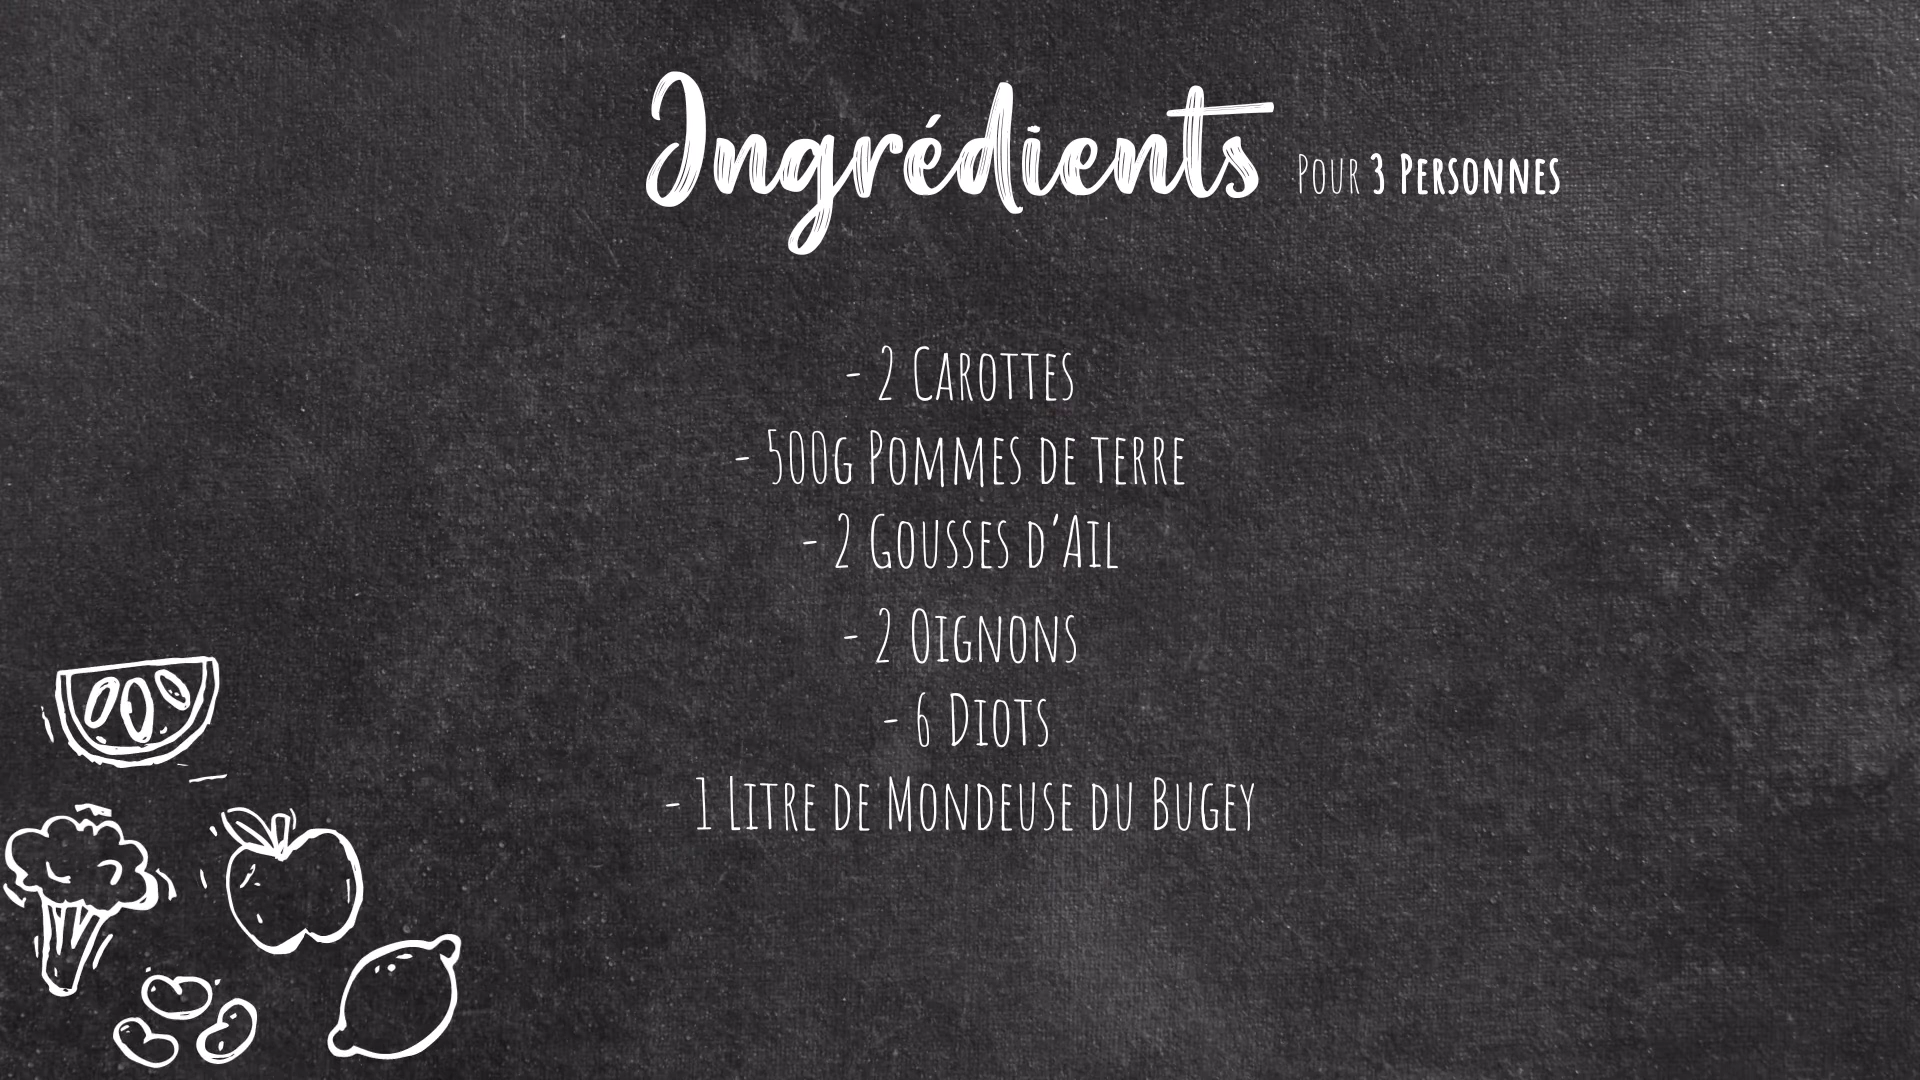 Ingrédients Pour 3 Personnes
- 2 Carottes
- 500g Pommes de terre
- 2 Gousses d'Ail
- 2 Oignons
- 6 Diots
- 1 Litre de Mondeuse du Bugey